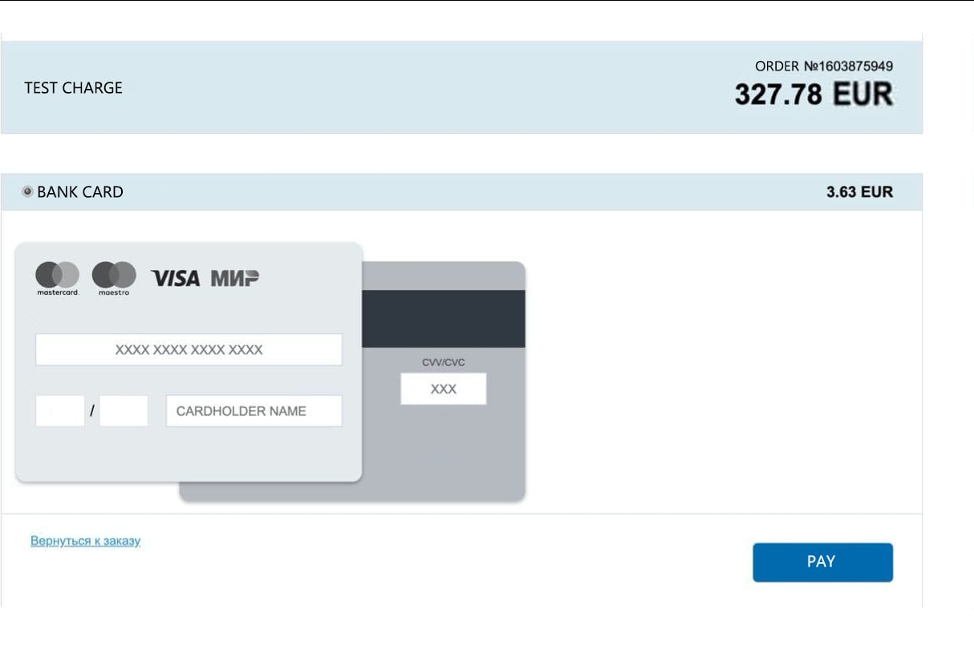 TEST CHARGE
ORDER №1603875949
327.78 EUR
BANK CARD
3.63 EUR
mastercard.
maestro
VISA
МИР
XXXX XXXX XXXX XXXX
CVV/CVC
XXX
/
CARDHOLDER NAME
Вернуться к заказу
PAY